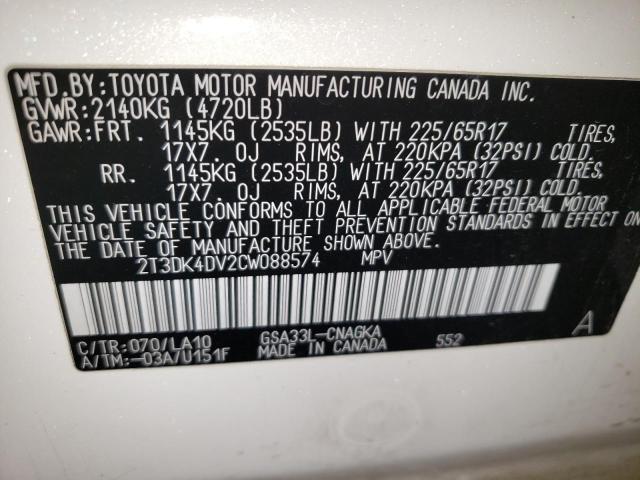 MFD.BY:TOYOTA MOTOR MANUFACTURING CANADA INC.
GVWR:2140KG (4720LB)
GAWR:FRT. 1145KG (2535LB) WITH 225/65R17 TIRES,
17X7.0J RIMS, AT 220KPA (32PSI) COLD.
RR. 1145KG (2535LB) WITH 225/65R17 TIRES,
17X7.0J RIMS, AT 220KPA (32PSI) COLD.
THIS VEHICLE CONFORMS TO ALL APPLICABLE FEDERAL MOTOR
VEHICLE SAFETY AND THEFT PREVENTION STANDARDS IN EFFECT ON
THE DATE OF MANUFACTURE SHOWN ABOVE.
2T3DK4DV2CW088574 MPV
C/TR:070/LA10 GSA33L-CNAGKA 552 A
A/TM:-03A/U151F MADE IN CANADA